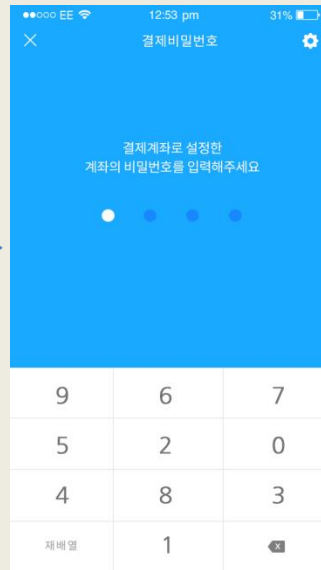 EE 12:53 pm 31%
결제비밀번호
결제계좌로 설정한
계좌의 비밀번호를 입력해주세요
9 6 7
5 2 0
4 8 3
재배열 1 x